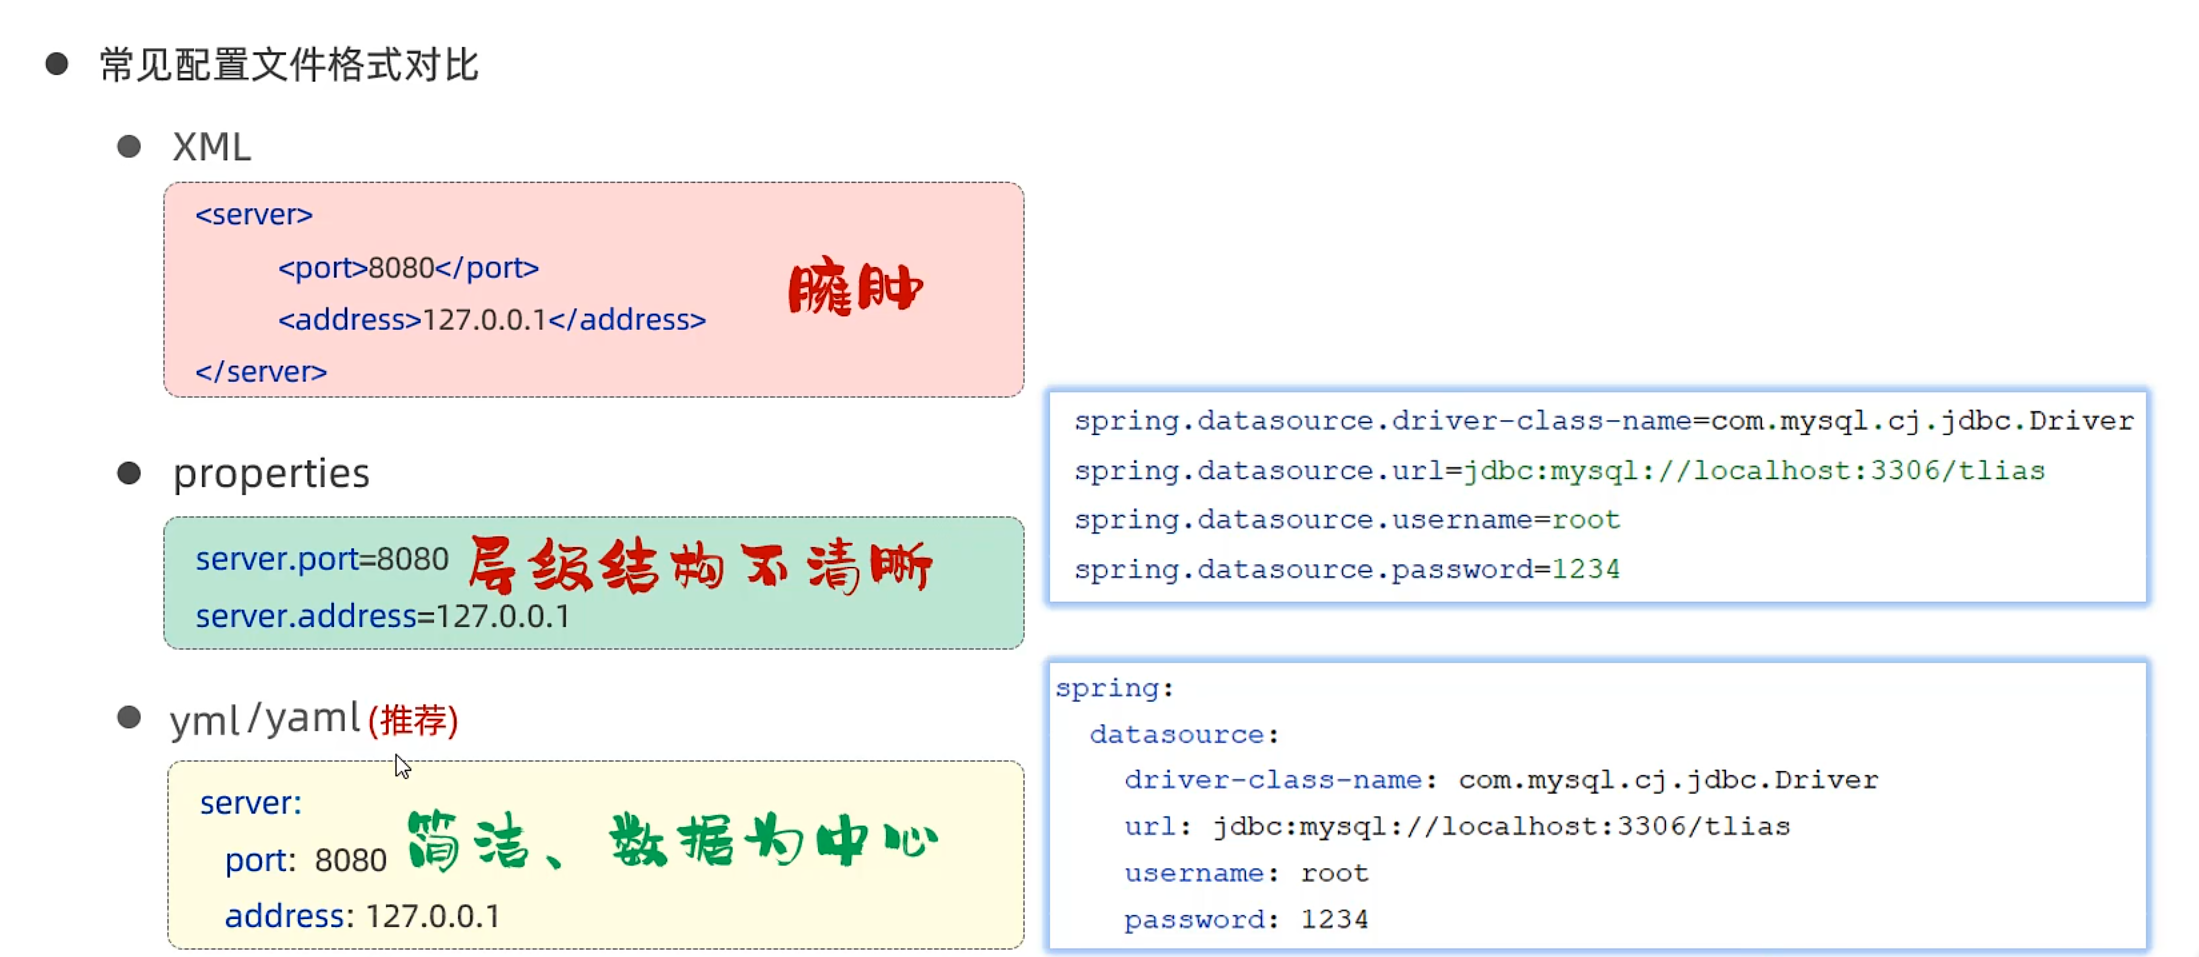 常见配置文件格式对比
XML
<server>
<port>8080</port>
<address>127.0.0.1</address>
</server>
臃肿
properties
server.port=8080
server.address=127.0.0.1
层级结构不清晰
spring.datasource.driver-class-name=com.mysql.cj.jdbc.Driver
spring.datasource.url=jdbc:mysql://localhost:3306/tlias
spring.datasource.username=root
spring.datasource.password=1234
yml/yaml(推荐)
server:
port: 8080
address: 127.0.0.1
简洁、数据为中心
spring:
datasource:
driver-class-name: com.mysql.cj.jdbc.Driver
url: jdbc:mysql://localhost:3306/tlias
username: root
password: 1234